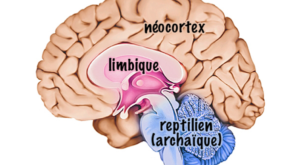 néocortex
limbique
reptilien
(archaïque)